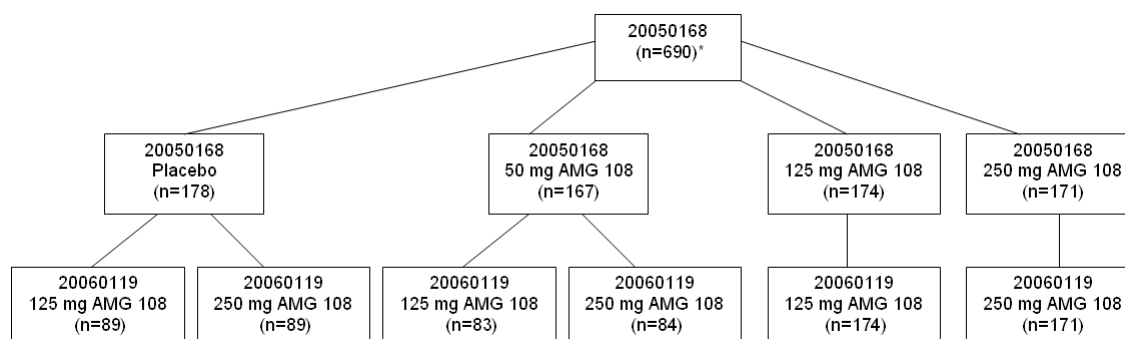 20050168
(n=690)*
20050168
Placebo
(n=178)
20050168
50 mg AMG 108
(n=167)
20050168
125 mg AMG 108
(n=174)
20050168
250 mg AMG 108
(n=171)
20060119
125 mg AMG 108
(n=89)
20060119
250 mg AMG 108
(n=89)
20060119
125 mg AMG 108
(n=83)
20060119
250 mg AMG 108
(n=84)
20060119
125 mg AMG 108
(n=174)
20060119
250 mg AMG 108
(n=171)